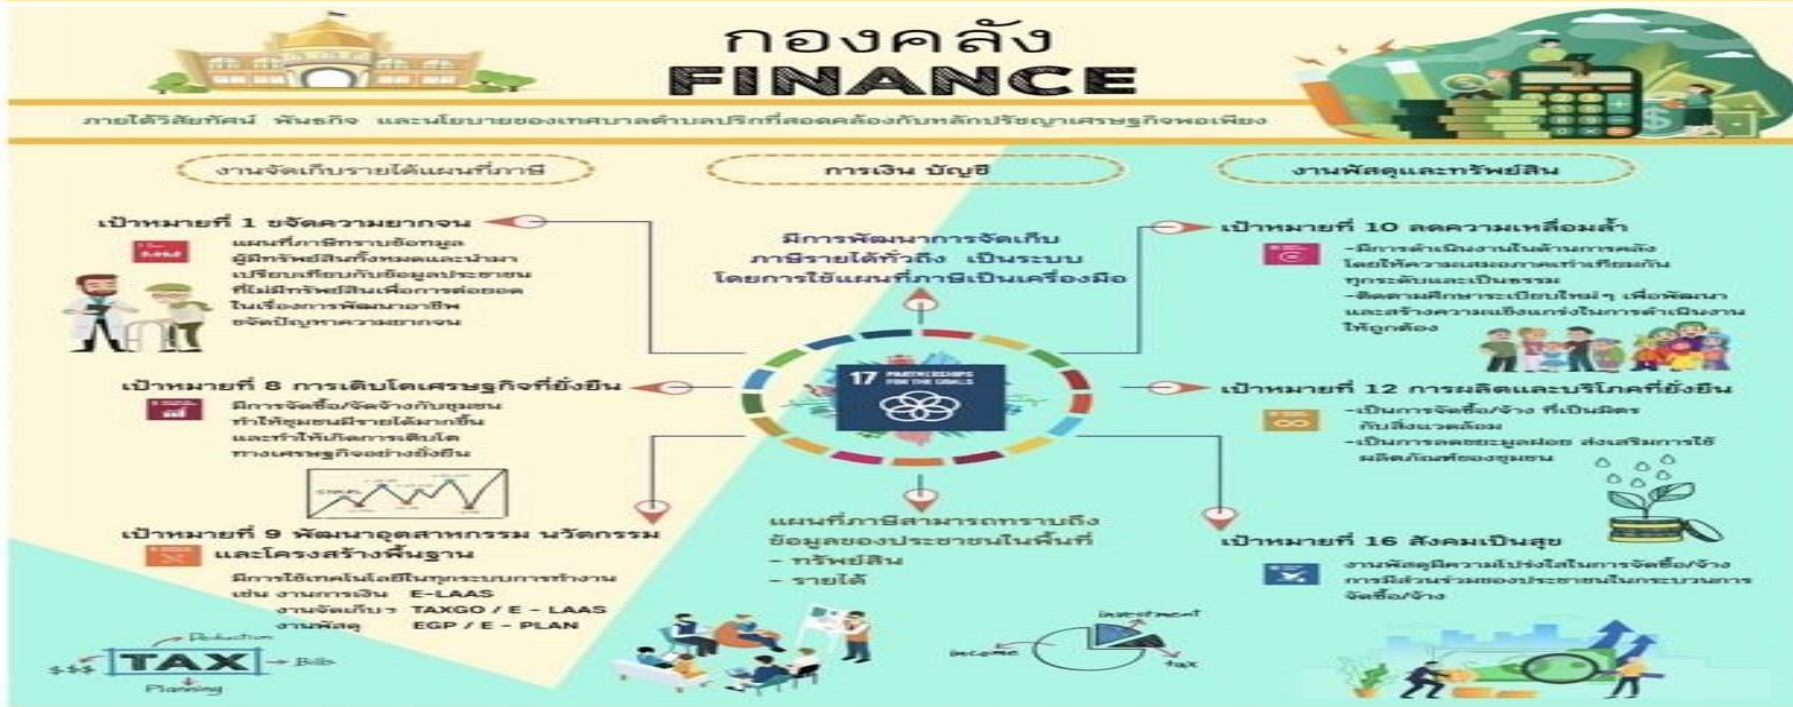 กองคลัง
FINANCE
ภายใต้วิสัยทัศน์ พันธกิจ และนโยบายของเทศบาลตำบลปริกที่สอดคล้องกับหลักปรัชญาเศรษฐกิจพอเพียง
งานจัดเก็บรายได้แผนที่ภาษี
การเงิน บัญชี
งานพัสดุและทรัพย์สิน
เป้าหมายที่ 1 ขจัดความยากจน
แผนที่ภาษีทราบข้อมูล
ผู้มีทรัพย์สินทั้งหมดและนำมา
เปรียบเทียบกับข้อมูลประชาชน
ที่ไม่มีทรัพย์สินเพื่อการต่อยอด
ในเรื่องการพัฒนาอาชีพ
ขจัดปัญหาความยากจน
เป้าหมายที่ 8 การเติบโตเศรษฐกิจที่ยั่งยืน
มีการจัดซื้อ/จัดจ้างกับชุมชน
ทำให้ชุมชนมีรายได้มากขึ้น
และทำให้เกิดการเติบโต
ทางเศรษฐกิจอย่างยั่งยืน
เป้าหมายที่ 9 พัฒนาอุตสาหกรรม นวัตกรรม
และโครงสร้างพื้นฐาน
มีการใช้เทคโนโลยีในทุกระบบการทำงาน
เช่น งานการเงิน E-LAAS
งานจัดเก็บฯ TAXGO / E - LAAS
งานพัสดุ EGP / E - PLAN
Deduction
$$$ TAX Bills
Planning
มีการพัฒนาการจัดเก็บ
ภาษีรายได้ทั่วถึง เป็นระบบ
โดยการใช้แผนที่ภาษีเป็นเครื่องมือ
17 PARTNERSHIPS
FOR THE GOALS
แผนที่ภาษีสามารถทราบถึง
ข้อมูลของประชาชนในพื้นที่
- ทรัพย์สิน
- รายได้
investment
income
tax
เป้าหมายที่ 10 ลดความเหลื่อมล้ำ
-มีการดำเนินงานในด้านการคลัง
โดยให้ความเสมอภาคเท่าเทียมกัน
ทุกระดับและเป็นธรรม
-ติดตามศึกษาระเบียบใหม่ๆ เพื่อพัฒนา
และสร้างความแข็งแกร่งในการดำเนินงาน
ให้ถูกต้อง
เป้าหมายที่ 12 การผลิตและบริโภคที่ยั่งยืน
-เป็นการจัดซื้อ/จ้าง ที่เป็นมิตร
กับสิ่งแวดล้อม
-เป็นการลดขยะมูลฝอย ส่งเสริมการใช้
ผลิตภัณฑ์ของชุมชน
เป้าหมายที่ 16 สังคมเป็นสุข
งานพัสดุมีความโปร่งใสในการจัดซื้อ/จ้าง
การมีส่วนร่วมของประชาชนในกระบวนการ
จัดซื้อ/จ้าง